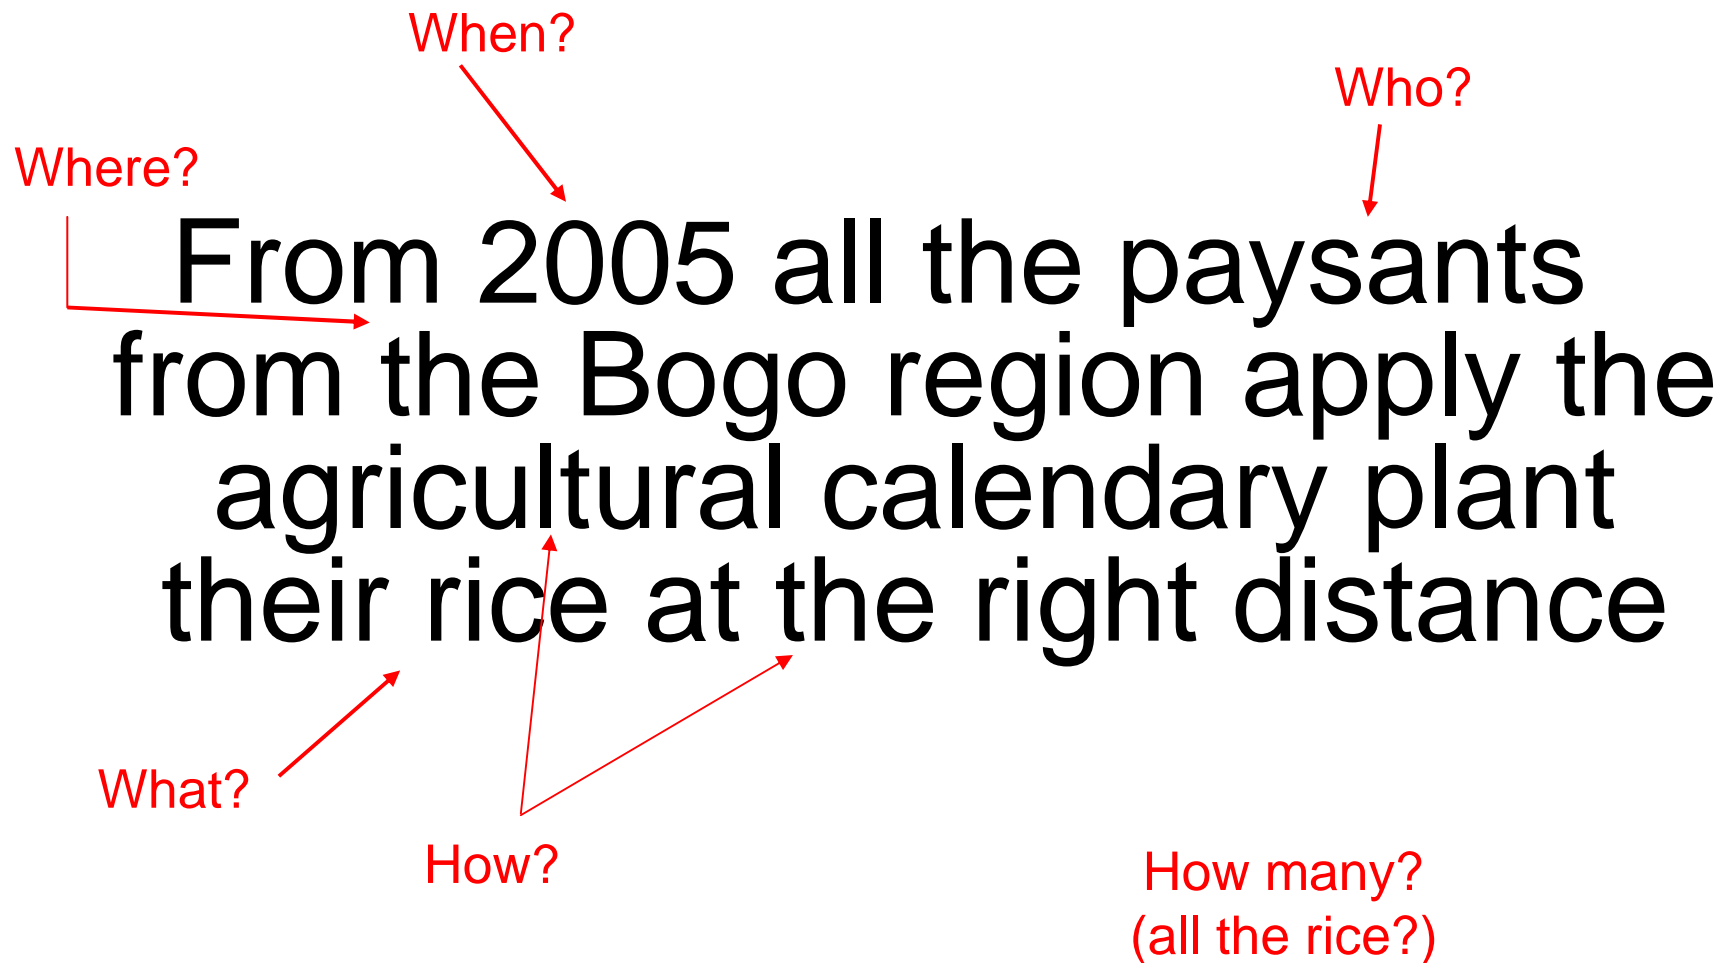 When?
Who?
Where?
From 2005 all the paysants
from the Bogo region apply the
agricultural calendary plant
their rice at the right distance
What?
How?
How many?
(all the rice?)